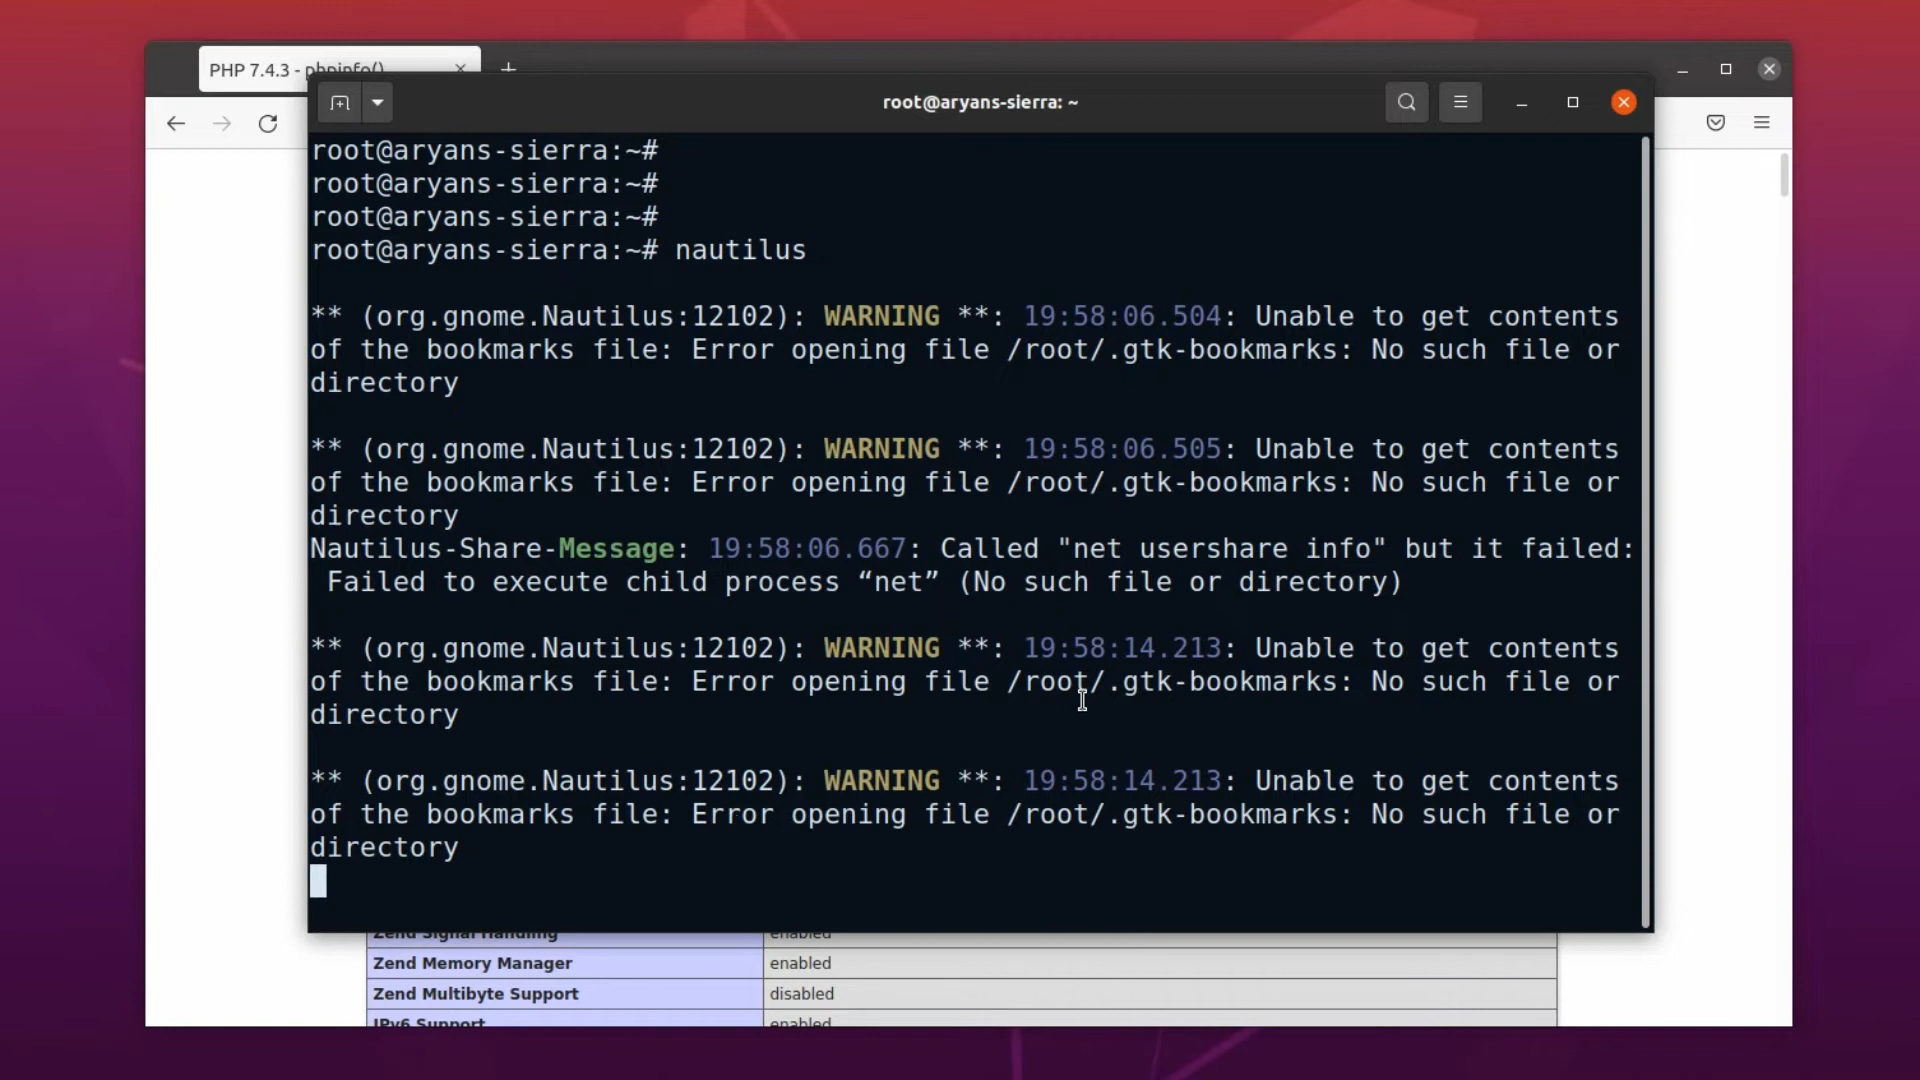 PHP 7.4.3 - phpinfo()
root@aryans-sierra: ~
root@aryans-sierra:~#
root@aryans-sierra:~#
root@aryans-sierra:~#
root@aryans-sierra:~# nautilus
** (org.gnome.Nautilus:12102): WARNING **: 19:58:06.504: Unable to get contents
of the bookmarks file: Error opening file /root/.gtk-bookmarks: No such file or
directory
** (org.gnome.Nautilus:12102): WARNING **: 19:58:06.505: Unable to get contents
of the bookmarks file: Error opening file /root/.gtk-bookmarks: No such file or
directory
Nautilus-Share-Message: 19:58:06.667: Called "net usershare info" but it failed:
Failed to execute child process “net” (No such file or directory)
** (org.gnome.Nautilus:12102): WARNING **: 19:58:14.213: Unable to get contents
of the bookmarks file: Error opening file /root/.gtk-bookmarks: No such file or
directory
** (org.gnome.Nautilus:12102): WARNING **: 19:58:14.213: Unable to get contents
of the bookmarks file: Error opening file /root/.gtk-bookmarks: No such file or
directory
Zend Signal Handling enabled
Zend Memory Manager enabled
Zend Multibyte Support disabled
IPv6 Support enabled